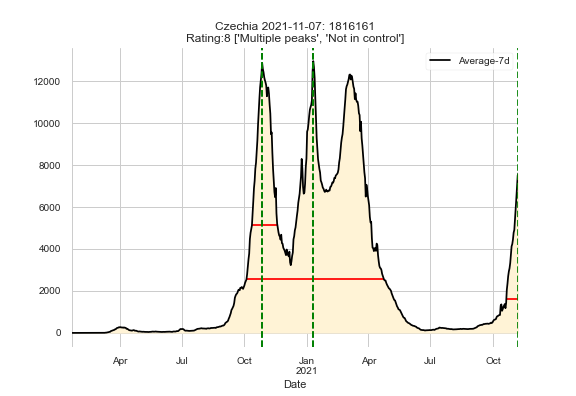 Czechia 2021-11-07: 1816161
Rating:8 ['Multiple peaks', 'Not in control']
Average-7d
12000
10000
8000
6000
4000
2000
0
Apr Jul Oct Jan Apr Jul Oct
2021
Date